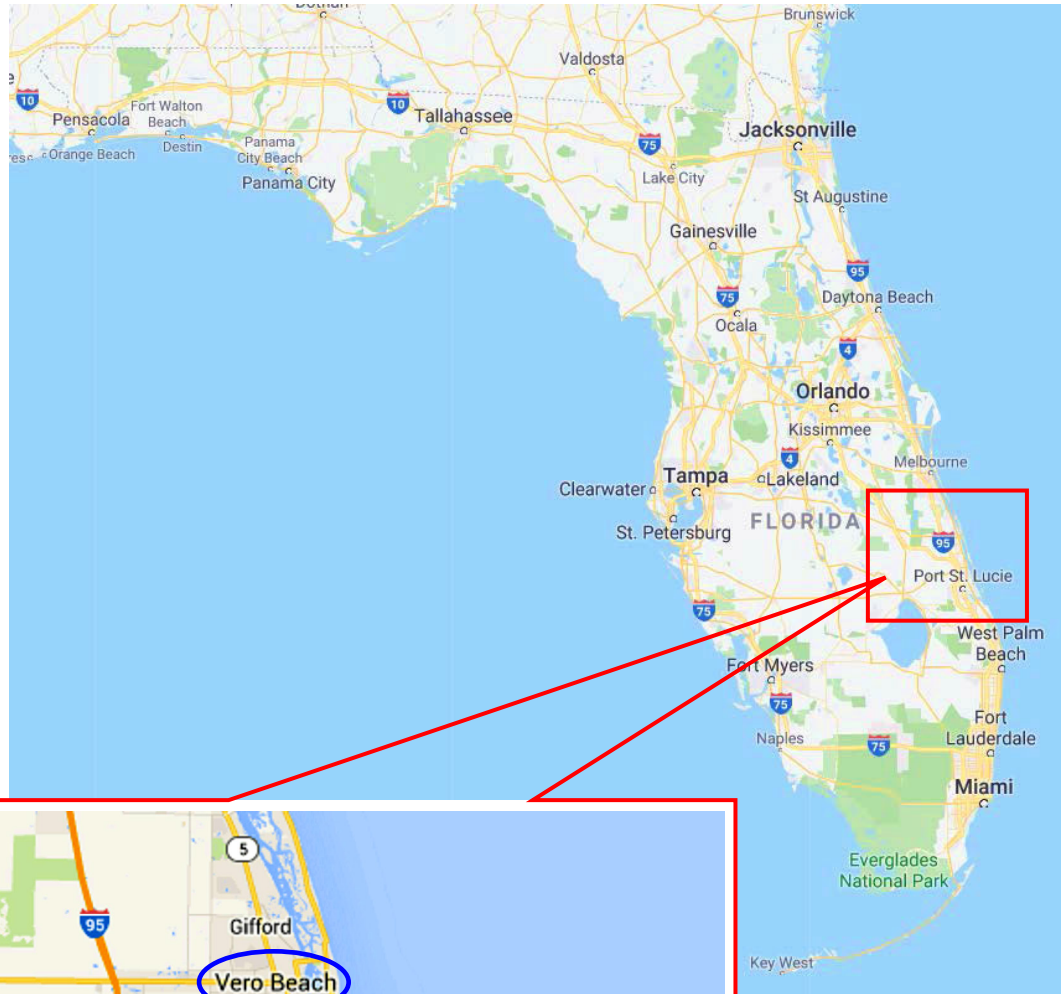 Brunswick
Valdosta
10
Pensacola
Fort Walton
Beach
Destin
Orange Beach
Panama
City Beach
Panama City
10
Tallahassee
75
Lake City
Jacksonville
St Augustine
Gainesville
95
75
Ocala
Daytona Beach
4
Orlando
Kissimmee
4
Melbourne
Clearwater
Tampa
Lakeland
St. Petersburg
FLORIDA
95
Port St. Lucie
75
West Palm
Beach
Fort Myers
75
Naples
75
Fort
Lauderdale
Miami
Everglades
National Park
Key West
5
95
Gifford
Vero Beach